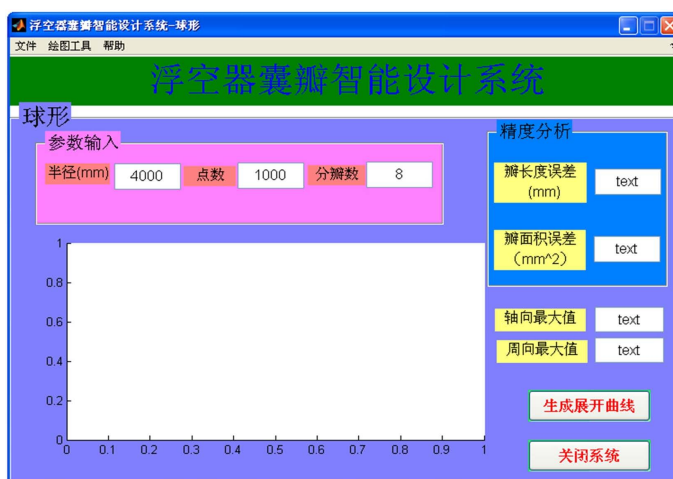 浮空器囊瓣智能设计系统-球形
文件 绘图工具 帮助
浮空器囊瓣智能设计系统
球形
参数输入
半径(mm) 4000 点数 1000 分瓣数 8
精度分析
瓣长度误差
(mm)
text
瓣面积误差
（mm^2）
text
轴向最大值 text
周向最大值 text
生成展开曲线
关闭系统
1
0.8
0.6
0.4
0.2
0
0 0.1 0.2 0.3 0.4 0.5 0.6 0.7 0.8 0.9 1